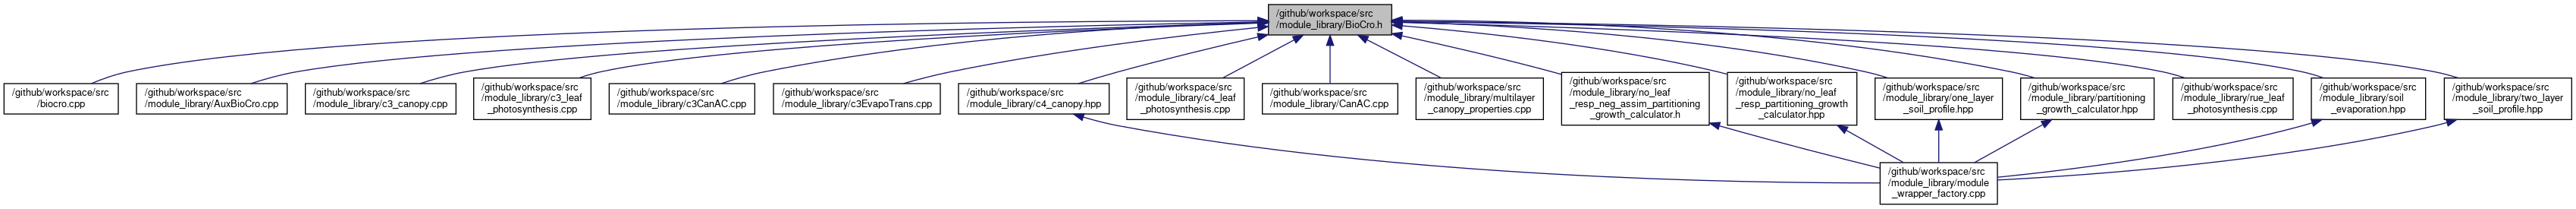 /github/workspace/src
/module_library/BioCro.h
/github/workspace/src
/biocro.cpp
/github/workspace/src
/module_library/AuxBioCro.cpp
/github/workspace/src
/module_library/c3_canopy.cpp
/github/workspace/src
/module_library/c3_leaf
_photosynthesis.cpp
/github/workspace/src
/module_library/c3CanAC.cpp
/github/workspace/src
/module_library/c3EvapoTrans.cpp
/github/workspace/src
/module_library/c4_canopy.hpp
/github/workspace/src
/module_library/c4_leaf
_photosynthesis.cpp
/github/workspace/src
/module_library/CanAC.cpp
/github/workspace/src
/module_library/multilayer
_canopy_properties.cpp
/github/workspace/src
/module_library/no_leaf
_resp_neg_assim_partitioning
_growth_calculator.h
/github/workspace/src
/module_library/no_leaf
_resp_partitioning_growth
_calculator.hpp
/github/workspace/src
/module_library/one_layer
_soil_profile.hpp
/github/workspace/src
/module_library/partitioning
_growth_calculator.hpp
/github/workspace/src
/module_library/rue_leaf
_photosynthesis.cpp
/github/workspace/src
/module_library/soil
_evaporation.hpp
/github/workspace/src
/module_library/two_layer
_soil_profile.hpp
/github/workspace/src
/module_library/module
_wrapper_factory.cpp